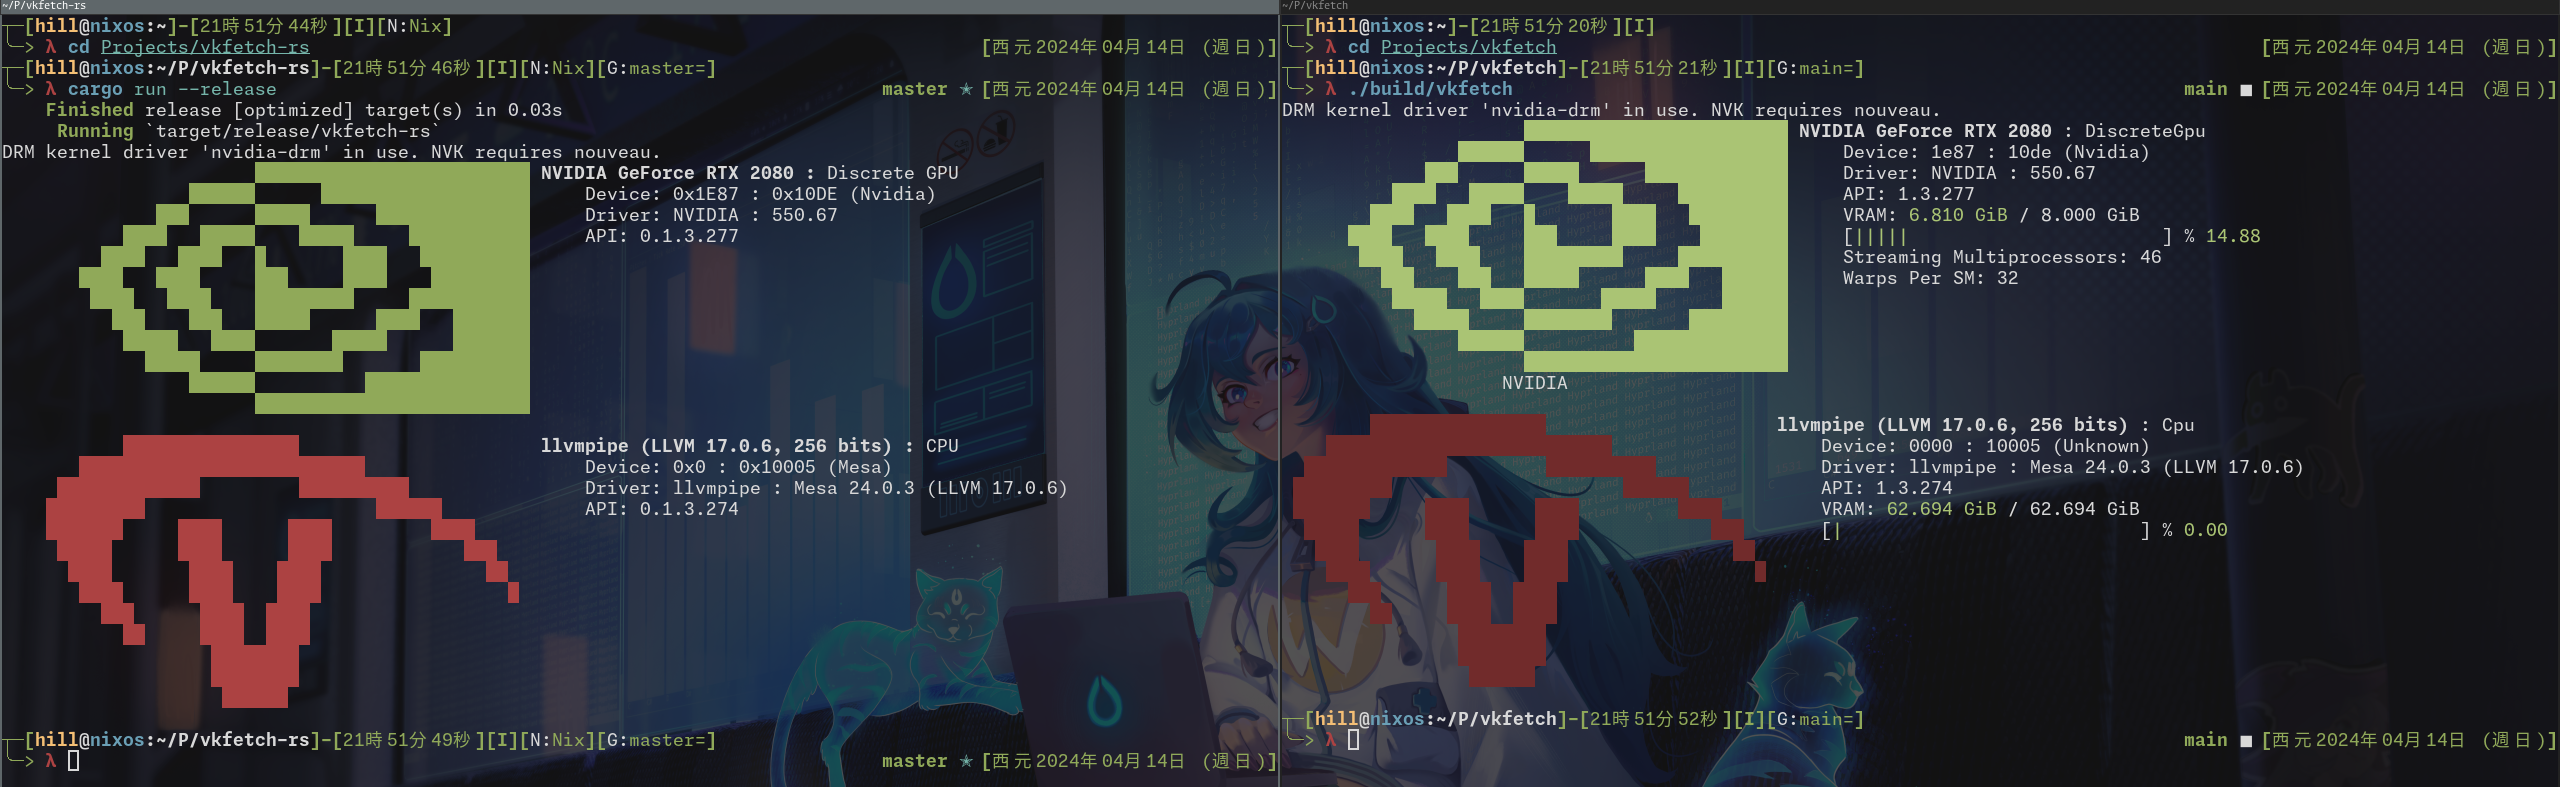 ~/P/vkfetch-rs
┬─[hill@nixos:~]-[21時51分44秒][I][N:Nix]
╰─> λ cd Projects/vkfetch-rs [西元2024年04月14日 (週日)]
┬─[hill@nixos:~/P/vkfetch-rs]-[21時51分46秒][I][N:Nix][G:master=]
╰─> λ cargo run --release master ✭ [西元2024年04月14日 (週日)]
Finished release [optimized] target(s) in 0.03s
Running `target/release/vkfetch-rs`
DRM kernel driver 'nvidia-drm' in use. NVK requires nouveau.
NVIDIA GeForce RTX 2080 : Discrete GPU
Device: 0x1E87 : 0x10DE (Nvidia)
Driver: NVIDIA : 550.67
API: 0.1.3.277
llvmpipe (LLVM 17.0.6, 256 bits) : CPU
Device: 0x0 : 0x10005 (Mesa)
Driver: llvmpipe : Mesa 24.0.3 (LLVM 17.0.6)
API: 0.1.3.274
┬─[hill@nixos:~/P/vkfetch-rs]-[21時51分49秒][I][N:Nix][G:master=]
╰─> λ master ✭ [西元2024年04月14日 (週日)]
~/P/vkfetch
┬─[hill@nixos:~]-[21時51分20秒][I]
╰─> λ cd Projects/vkfetch [西元2024年04月14日 (週日)]
┬─[hill@nixos:~/P/vkfetch]-[21時51分21秒][I][G:main=]
╰─> λ ./build/vkfetch main ■ [西元2024年04月14日 (週日)]
DRM kernel driver 'nvidia-drm' in use. NVK requires nouveau.
NVIDIA GeForce RTX 2080 : DiscreteGpu
Device: 1e87 : 10de (Nvidia)
Driver: NVIDIA : 550.67
API: 1.3.277
VRAM: 6.810 GiB / 8.000 GiB
[||||| ] % 14.88
Streaming Multiprocessors: 46
Warps Per SM: 32
NVIDIA
llvmpipe (LLVM 17.0.6, 256 bits) : Cpu
Device: 0000 : 10005 (Unknown)
Driver: llvmpipe : Mesa 24.0.3 (LLVM 17.0.6)
API: 1.3.274
VRAM: 62.694 GiB / 62.694 GiB
[| ] % 0.00
┬─[hill@nixos:~/P/vkfetch]-[21時51分52秒][I][G:main=]
╰─> λ main ■ [西元2024年04月14日 (週日)]